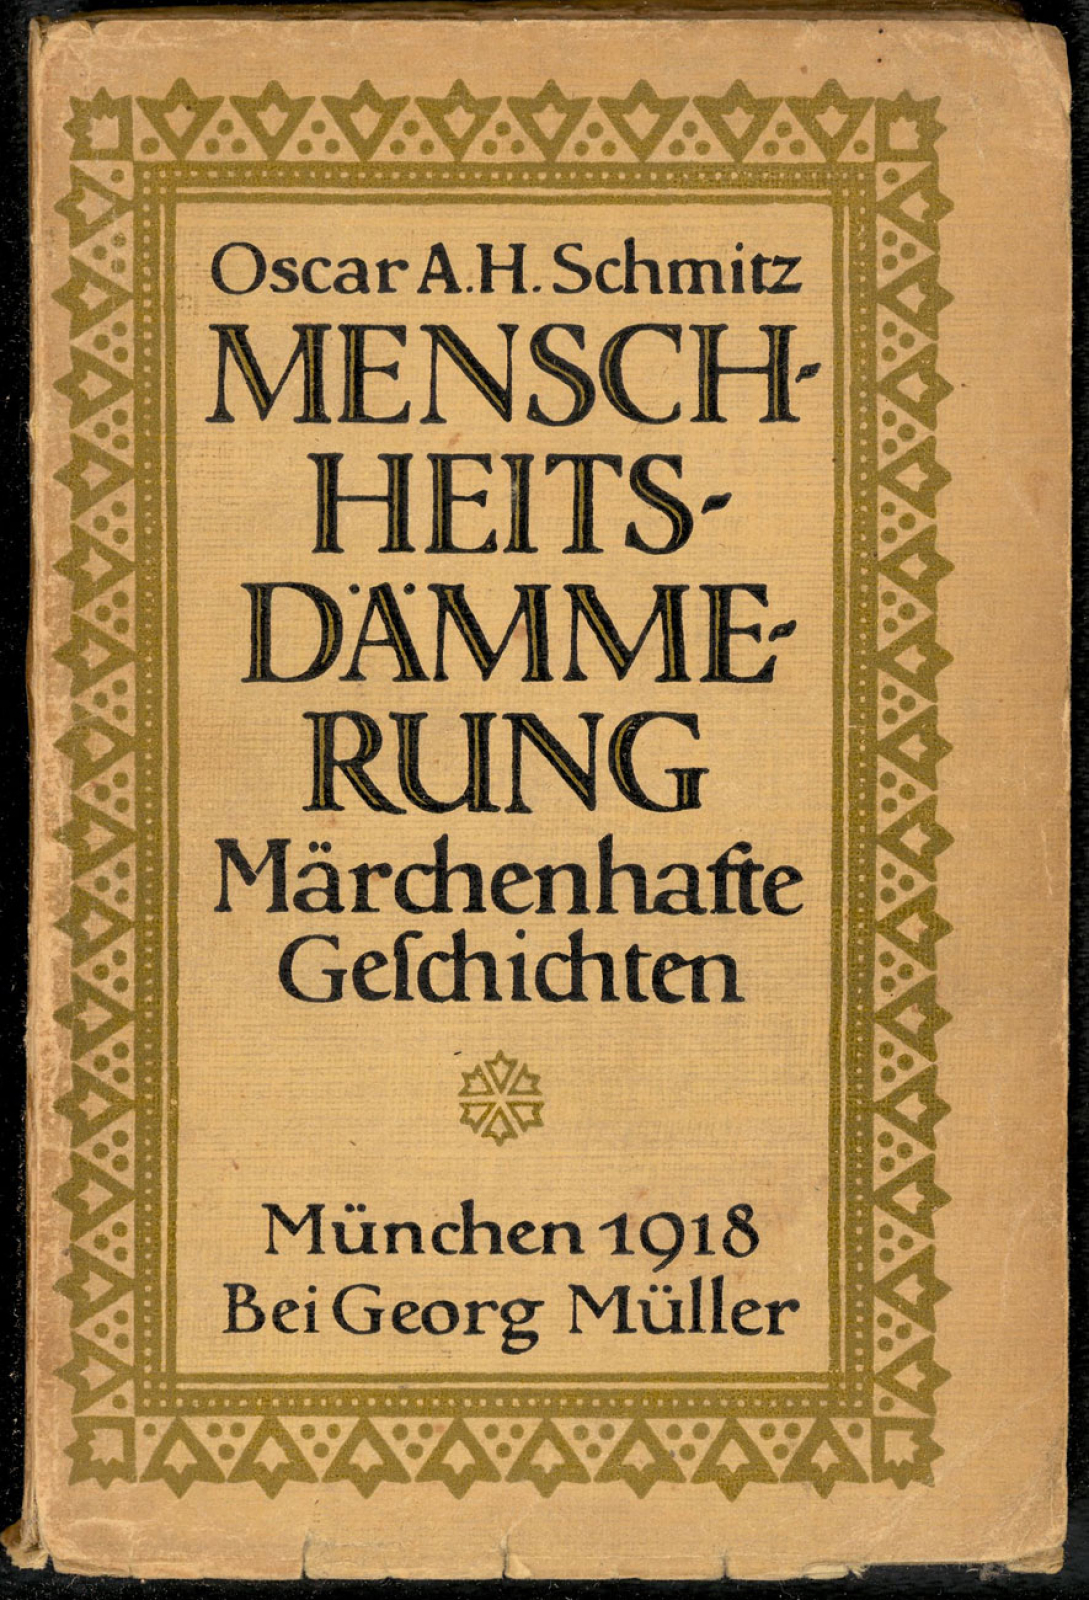 Oscar A.H. Schmitz
MENSCH-
HEITS-
DÄMME-
RUNG
Märchenhafte
Geſchichten
München 1918
Bei Georg Müller